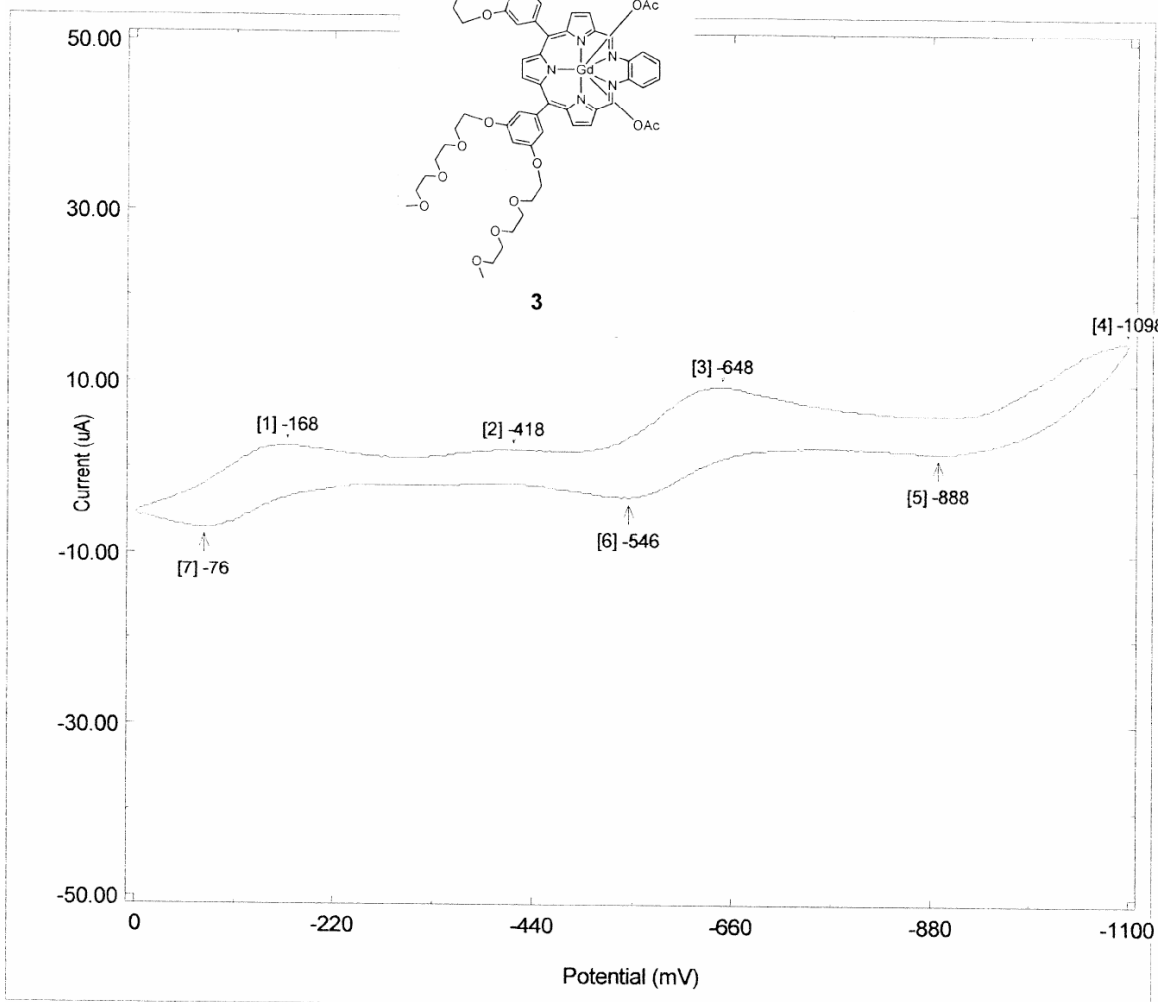 OAc
O
N
N
N
Gd
N
N
OAc
O
O
O
O
O
O
O
O
3
50.00
30.00
10.00
-10.00
-30.00
-50.00
Current (uA)
[1] -168
[2] -418
[3] -648
[4] -1098
[5] -888
[6] -546
[7] -76
0
-220
-440
-660
-880
-1100
Potential (mV)